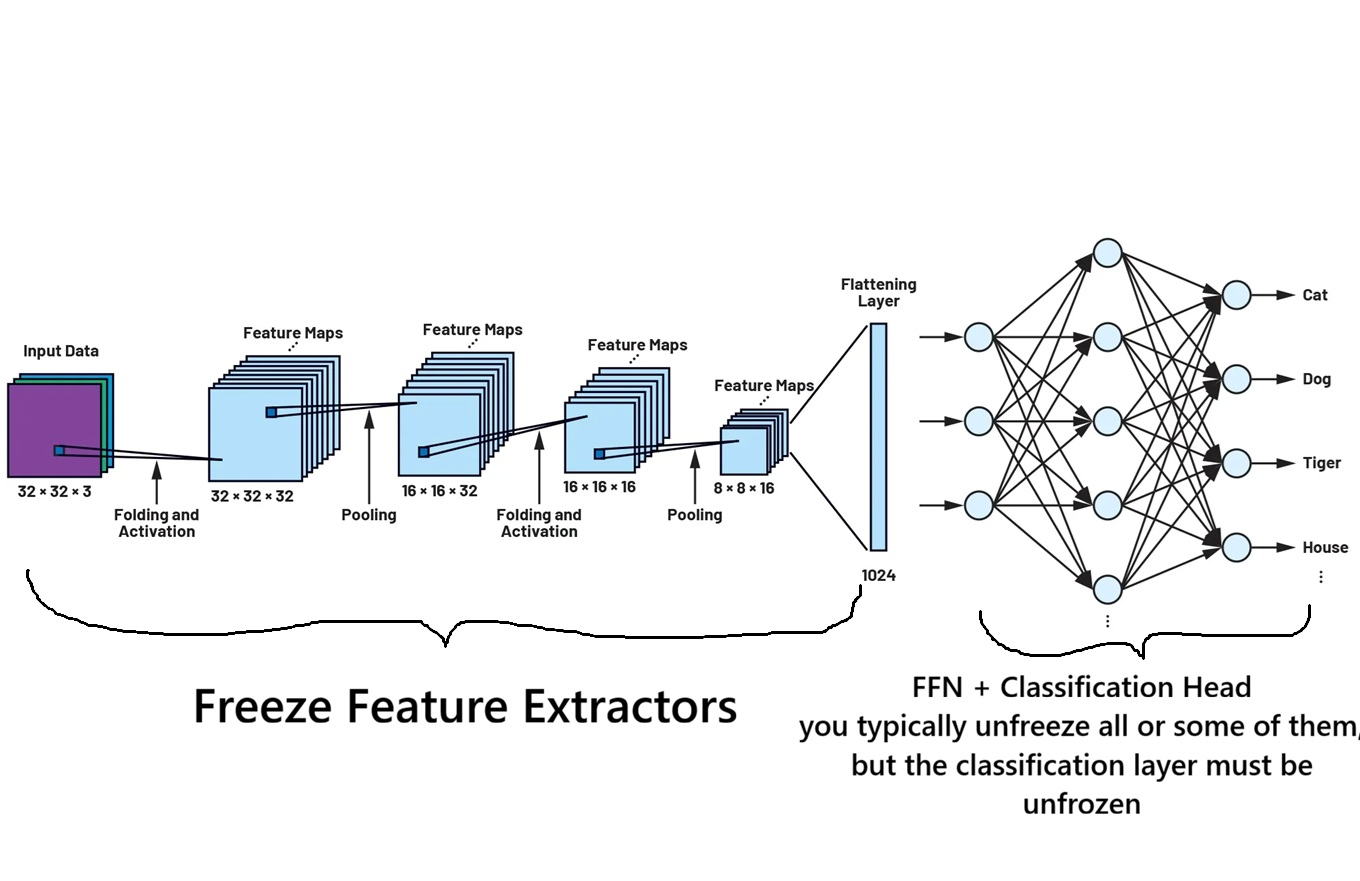 Input Data
32 × 32 × 3
Folding and
Activation
Feature Maps
32 × 32 × 32
Pooling
Feature Maps
16 × 16 × 32
Folding and
Activation
Feature Maps
16 × 16 × 16
Pooling
Feature Maps
8 × 8 × 16
Flattening
Layer
1024
Cat
Dog
Tiger
House
Freeze Feature Extractors
FFN + Classification Head
you typically unfreeze all or some of them,
but the classification layer must be
unfrozen